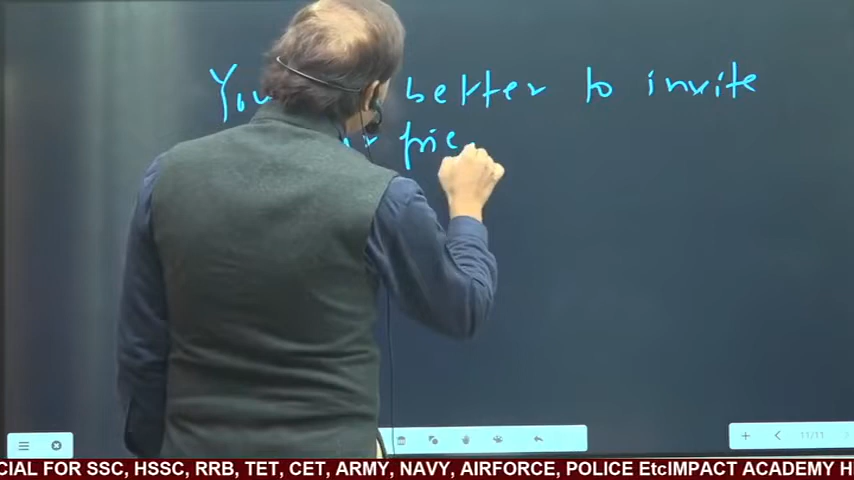 You better to invite
frie
11/11
CIAL FOR SSC, HSSC, RRB, TET, CET, ARMY, NAVY, AIRFORCE, POLICE EtcIMPACT ACADEMY H